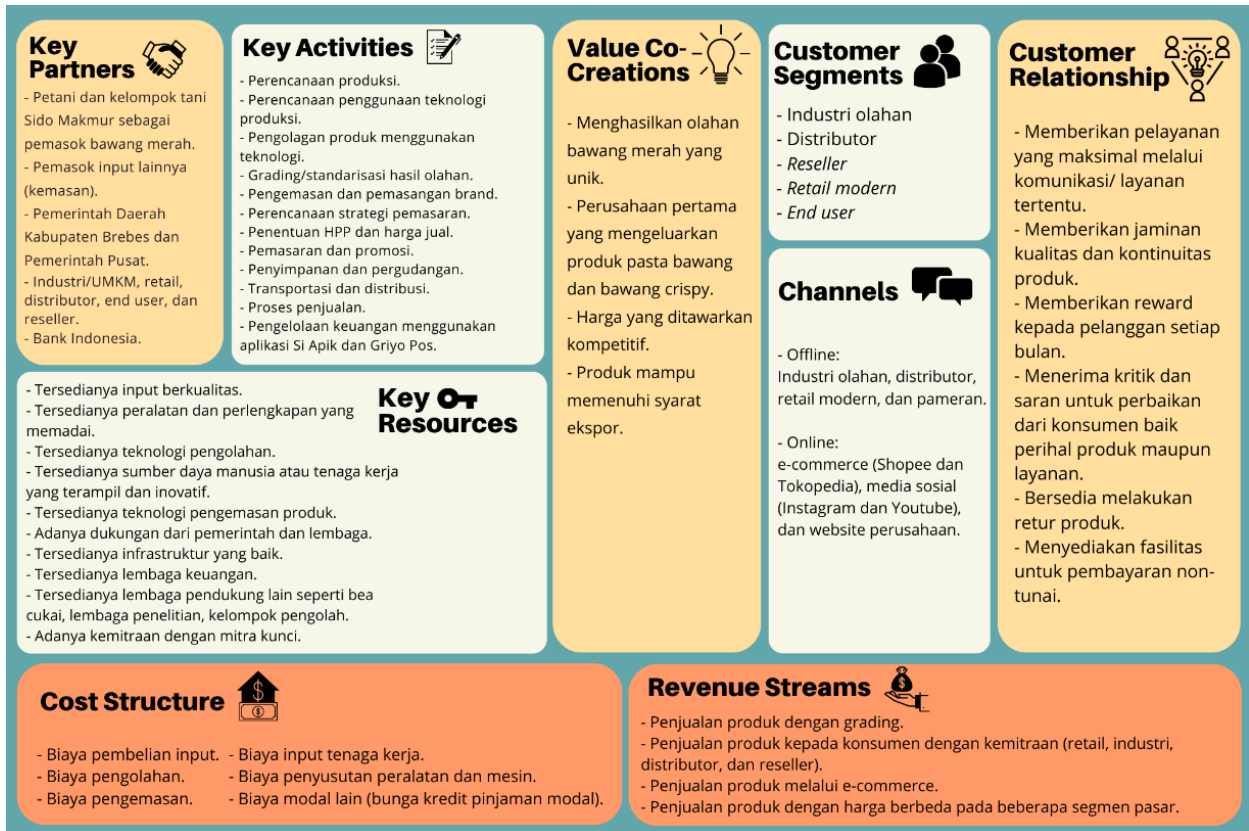 Key
Partners
- Petani dan kelompok tani
Sido Makmur sebagai
pemasok bawang merah.
- Pemasok input lainnya
(kemasan).
- Pemerintah Daerah
Kabupaten Brebes dan
Pemerintah Pusat.
- Industri/UMKM, retail,
distributor, end user, dan
reseller.
- Bank Indonesia.
Key Activities
- Perencanaan produksi.
- Perencanaan penggunaan teknologi
produksi.
- Pengolagan produk menggunakan
teknologi.
- Grading/standarisasi hasil olahan.
- Pengemasan dan pemasangan brand.
- Perencanaan strategi pemasaran.
- Penentuan HPP dan harga jual.
- Pemasaran dan promosi.
- Penyimpanan dan pergudangan.
- Transportasi dan distribusi.
- Proses penjualan.
- Pengelolaan keuangan menggunakan
aplikasi Si Apik dan Griyo Pos.
Key
Resources
- Tersedianya input berkualitas.
- Tersedianya peralatan dan perlengkapan yang
memadai.
- Tersedianya teknologi pengolahan.
- Tersedianya sumber daya manusia atau tenaga kerja
yang terampil dan inovatif.
- Tersedianya teknologi pengemasan produk.
- Adanya dukungan dari pemerintah dan lembaga.
- Tersedianya infrastruktur yang baik.
- Tersedianya lembaga keuangan.
- Tersedianya lembaga pendukung lain seperti bea
cukai, lembaga penelitian, kelompok pengolah.
- Adanya kemitraan dengan mitra kunci.
Value Co-
Creations
- Menghasilkan olahan
bawang merah yang
unik.
- Perusahaan pertama
yang mengeluarkan
produk pasta bawang
dan bawang crispy.
- Harga yang ditawarkan
kompetitif.
- Produk mampu
memenuhi syarat
ekspor.
Customer
Segments
- Industri olahan
- Distributor
- Reseller
- Retail modern
- End user
Channels
- Offline:
Industri olahan, distributor,
retail modern, dan pameran.
- Online:
e-commerce (Shopee dan
Tokopedia), media sosial
(Instagram dan Youtube),
dan website perusahaan.
Customer
Relationship
- Memberikan pelayanan
yang maksimal melalui
komunikasi/ layanan
tertentu.
- Memberikan jaminan
kualitas dan kontinuitas
produk.
- Memberikan reward
kepada pelanggan setiap
bulan.
- Menerima kritik dan
saran untuk perbaikan
dari konsumen baik
perihal produk maupun
layanan.
- Bersedia melakukan
retur produk.
- Menyediakan fasilitas
untuk pembayaran non-
tunai.
Cost Structure
- Biaya pembelian input.
- Biaya pengolahan.
- Biaya pengemasan.
- Biaya input tenaga kerja.
- Biaya penyusutan peralatan dan mesin.
- Biaya modal lain (bunga kredit pinjaman modal).
Revenue Streams
- Penjualan produk dengan grading.
- Penjualan produk kepada konsumen dengan kemitraan (retail, industri,
distributor, dan reseller).
- Penjualan produk melalui e-commerce.
- Penjualan produk dengan harga berbeda pada beberapa segmen pasar.